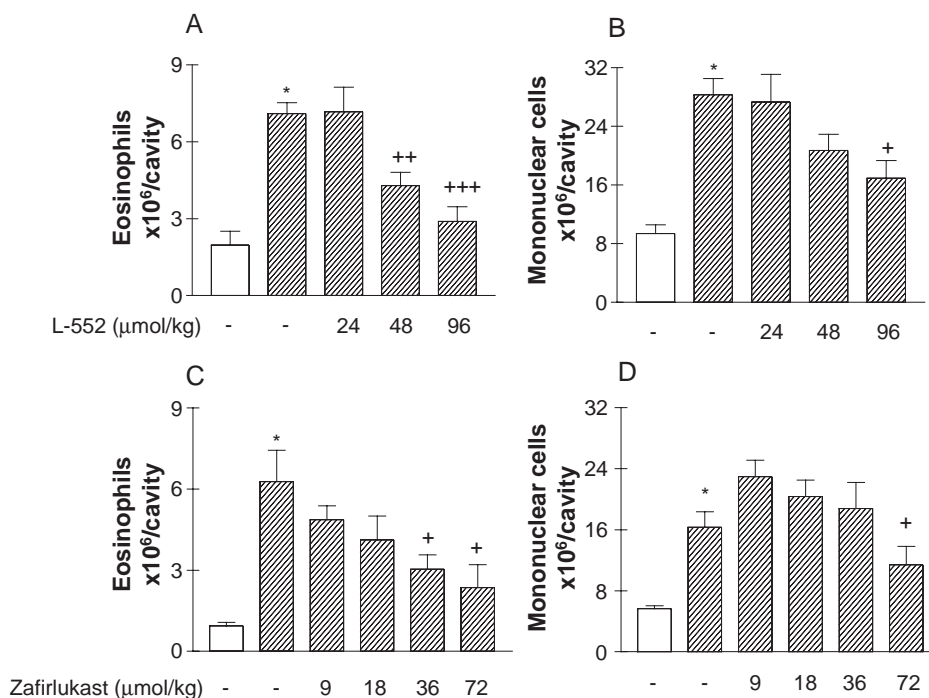 A
Eosinophils
x10⁶/cavity
9
6
3
0
*
++
+++
L-552 (μmol/kg) - - 24 48 96
B
Mononuclear cells
x10⁶/cavity
32
24
16
8
0
*
+
- - 24 48 96
C
Eosinophils
x10⁶/cavity
9
6
3
0
*
+
+
Zafirlukast (μmol/kg) - - 9 18 36 72
D
Mononuclear cells
x10⁶/cavity
32
24
16
8
0
*
+
- - 9 18 36 72